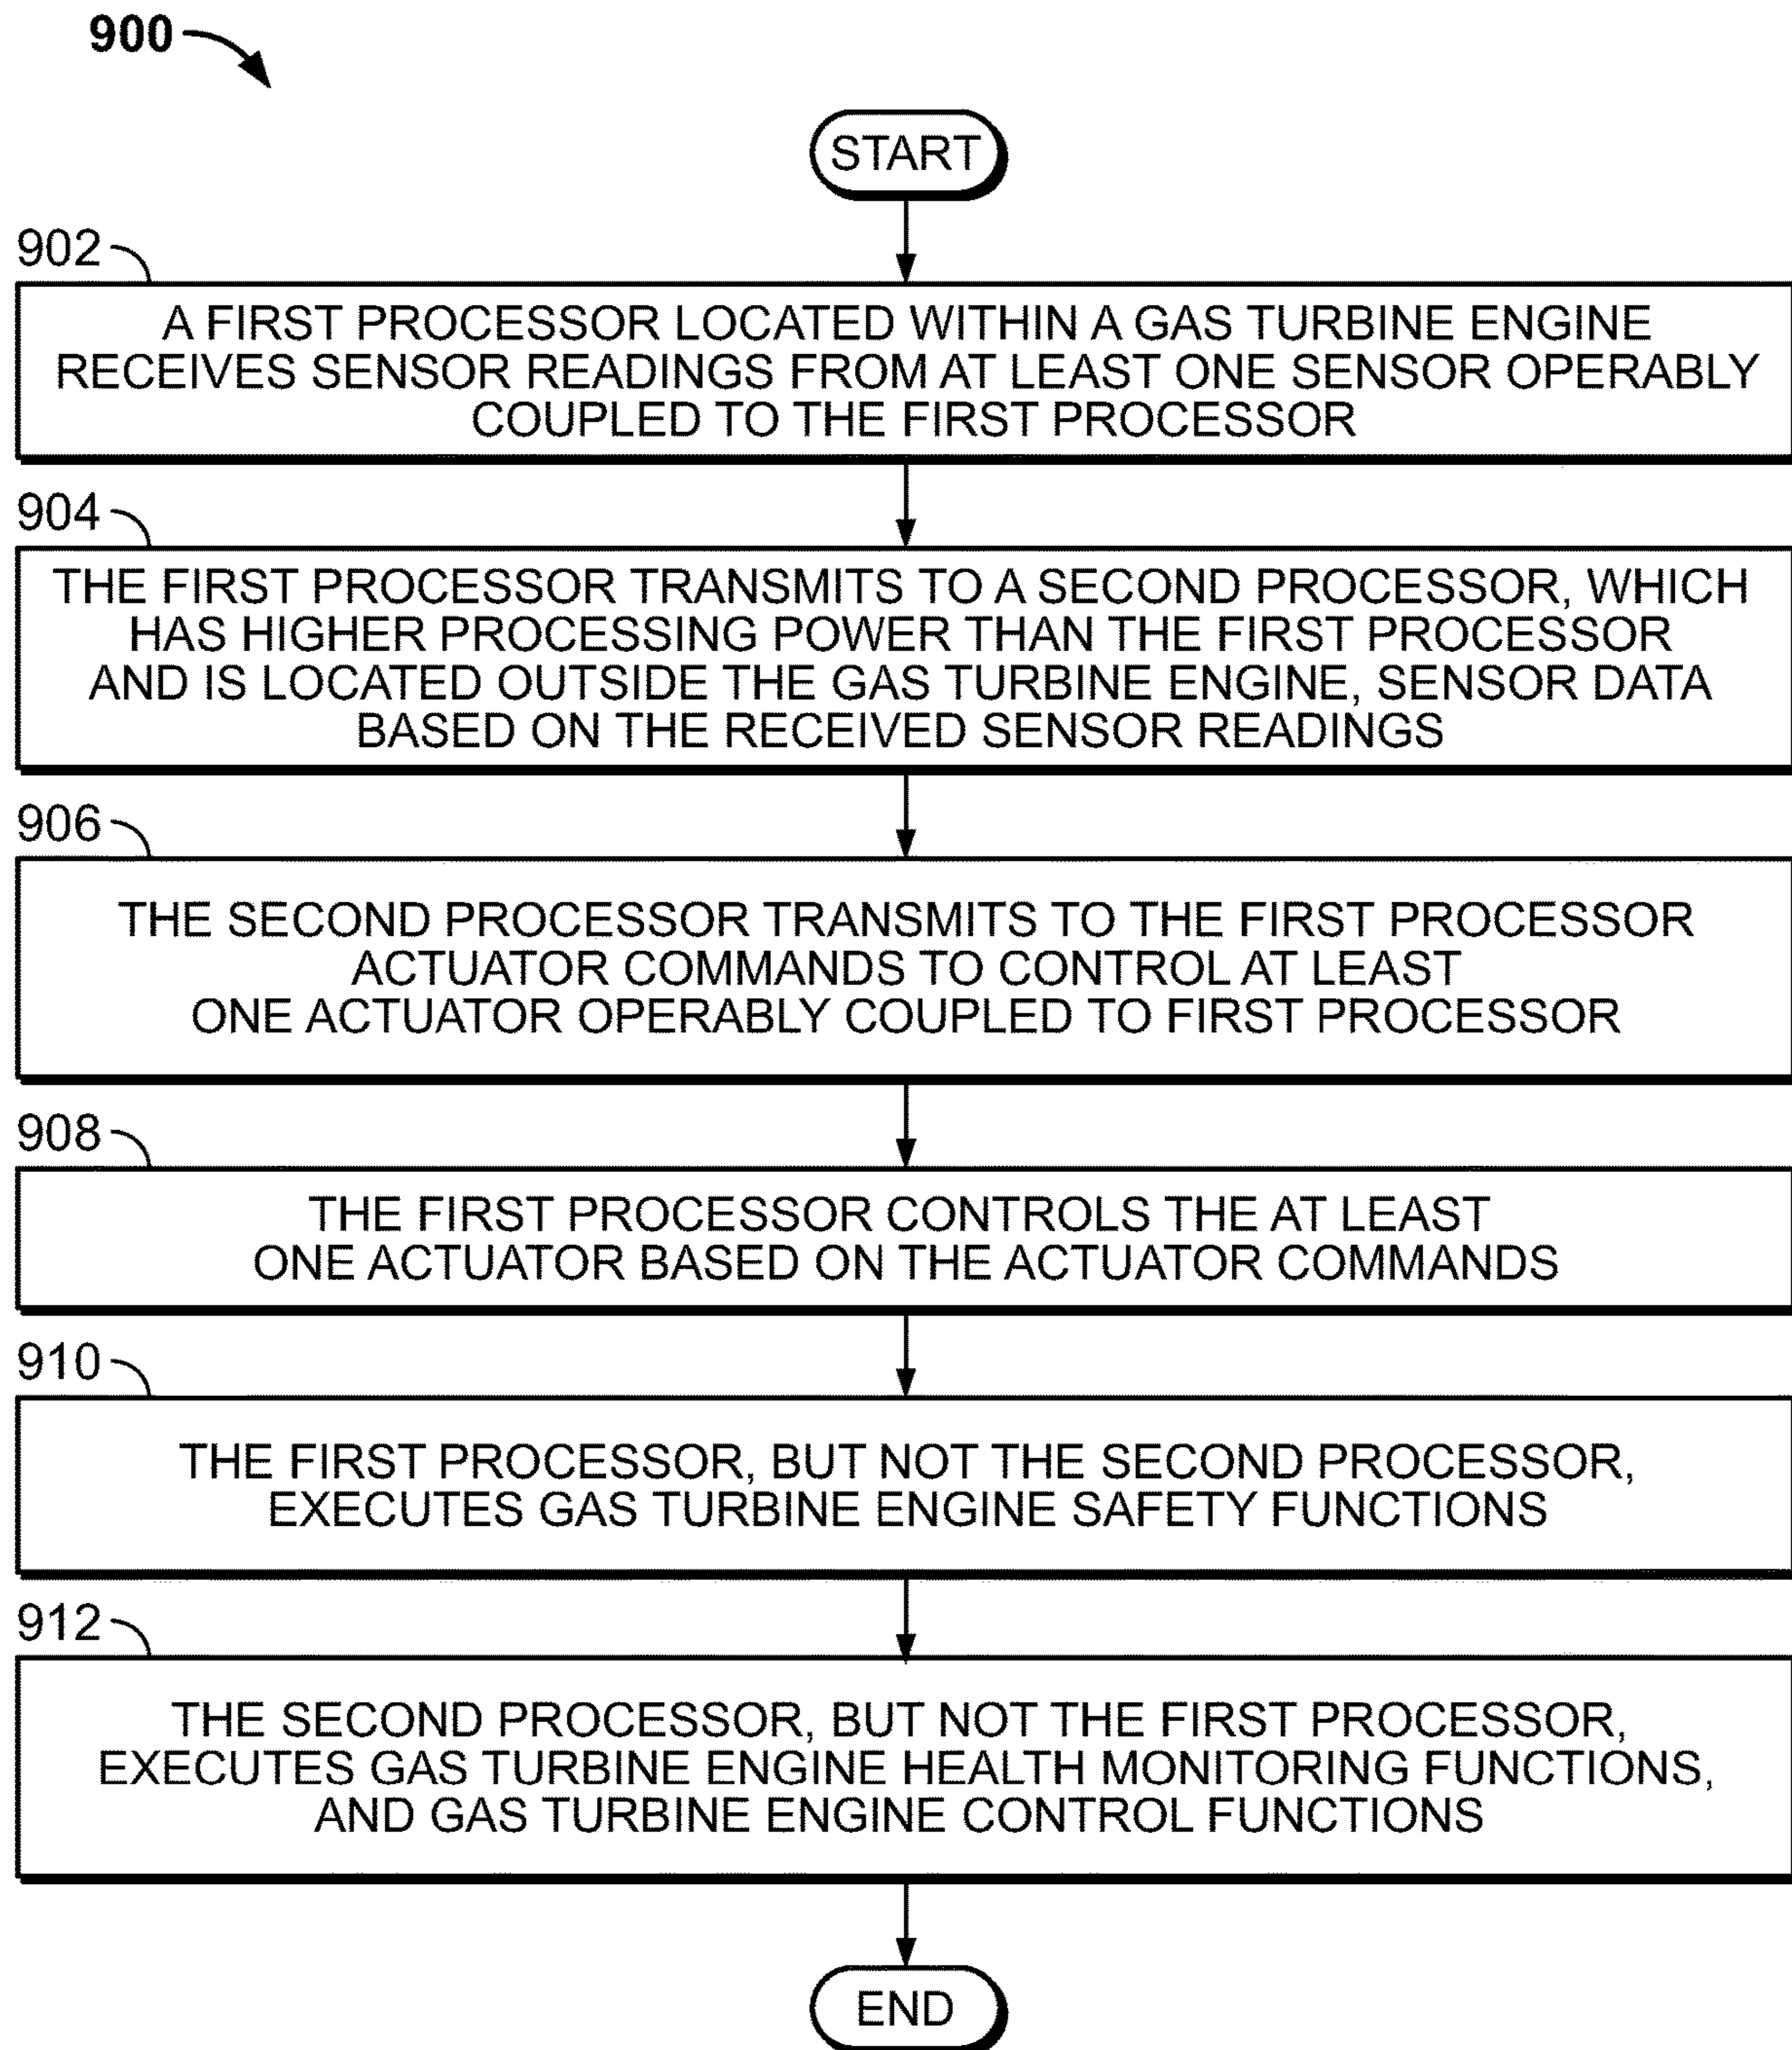 900
START
902
A FIRST PROCESSOR LOCATED WITHIN A GAS TURBINE ENGINE
RECEIVES SENSOR READINGS FROM AT LEAST ONE SENSOR OPERABLY
COUPLED TO THE FIRST PROCESSOR
904
THE FIRST PROCESSOR TRANSMITS TO A SECOND PROCESSOR, WHICH
HAS HIGHER PROCESSING POWER THAN THE FIRST PROCESSOR
AND IS LOCATED OUTSIDE THE GAS TURBINE ENGINE, SENSOR DATA
BASED ON THE RECEIVED SENSOR READINGS
906
THE SECOND PROCESSOR TRANSMITS TO THE FIRST PROCESSOR
ACTUATOR COMMANDS TO CONTROL AT LEAST
ONE ACTUATOR OPERABLY COUPLED TO FIRST PROCESSOR
908
THE FIRST PROCESSOR CONTROLS THE AT LEAST
ONE ACTUATOR BASED ON THE ACTUATOR COMMANDS
910
THE FIRST PROCESSOR, BUT NOT THE SECOND PROCESSOR,
EXECUTES GAS TURBINE ENGINE SAFETY FUNCTIONS
912
THE SECOND PROCESSOR, BUT NOT THE FIRST PROCESSOR,
EXECUTES GAS TURBINE ENGINE HEALTH MONITORING FUNCTIONS,
AND GAS TURBINE ENGINE CONTROL FUNCTIONS
END